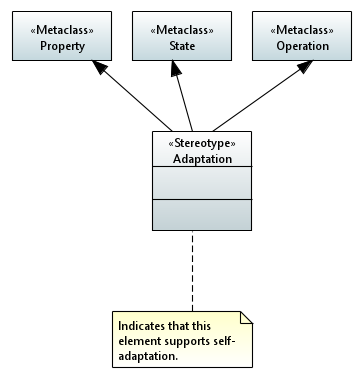 «Metaclass»
Property
«Metaclass»
State
«Metaclass»
Operation
«Stereotype»
Adaptation
Indicates that this
element supports self-
adaptation.